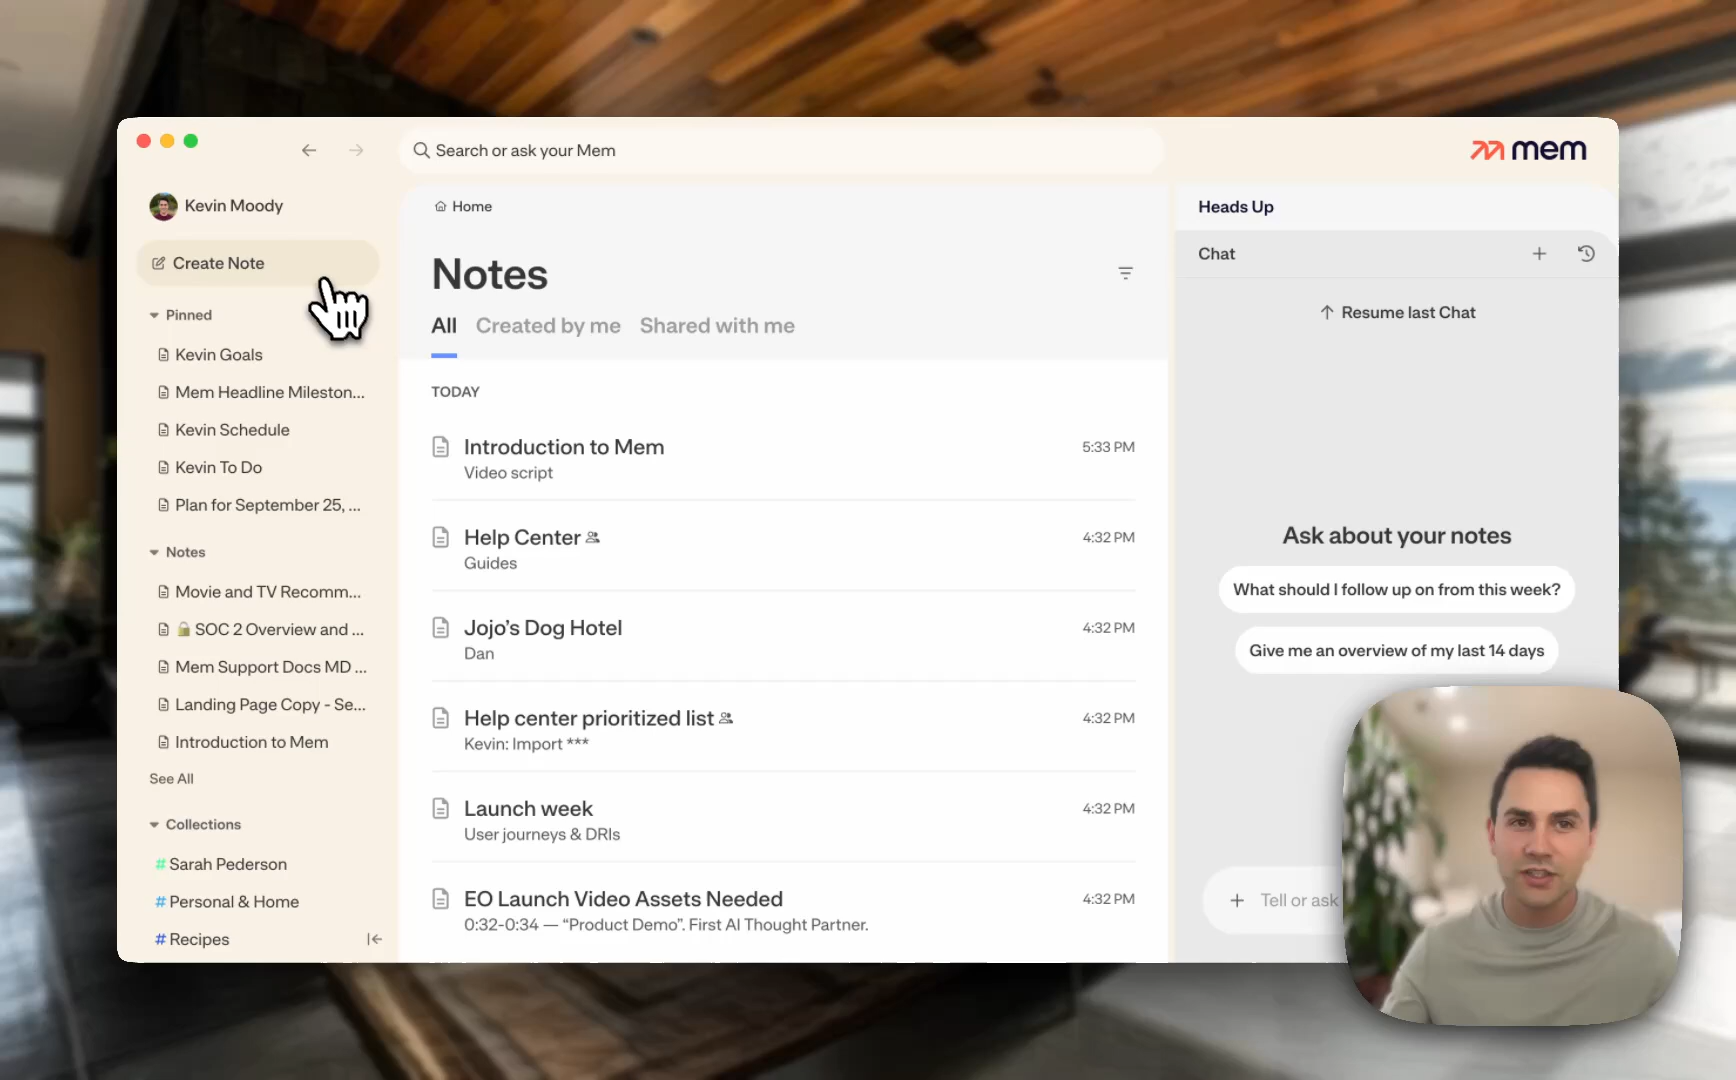 Search or ask your Mem
mem
Kevin Moody
Create Note
Pinned
Kevin Goals
Mem Headline Mileston...
Kevin Schedule
Kevin To Do
Plan for September 25, ...
Notes
Movie and TV Recomm...
SOC 2 Overview and ...
Mem Support Docs MD ...
Landing Page Copy - Se...
Introduction to Mem
See All
Collections
# Sarah Pederson
# Personal & Home
# Recipes
Home
Notes
All Created by me Shared with me
TODAY
Introduction to Mem 5:33 PM
Video script
Help Center 4:32 PM
Guides
Jojo’s Dog Hotel 4:32 PM
Dan
Help center prioritized list 4:32 PM
Kevin: Import ***
Launch week 4:32 PM
User journeys & DRIs
EO Launch Video Assets Needed 4:32 PM
0:32-0:34 — “Product Demo”. First AI Thought Partner.
Heads Up
Chat
Resume last Chat
Ask about your notes
What should I follow up on from this week?
Give me an overview of my last 14 days
Tell or ask